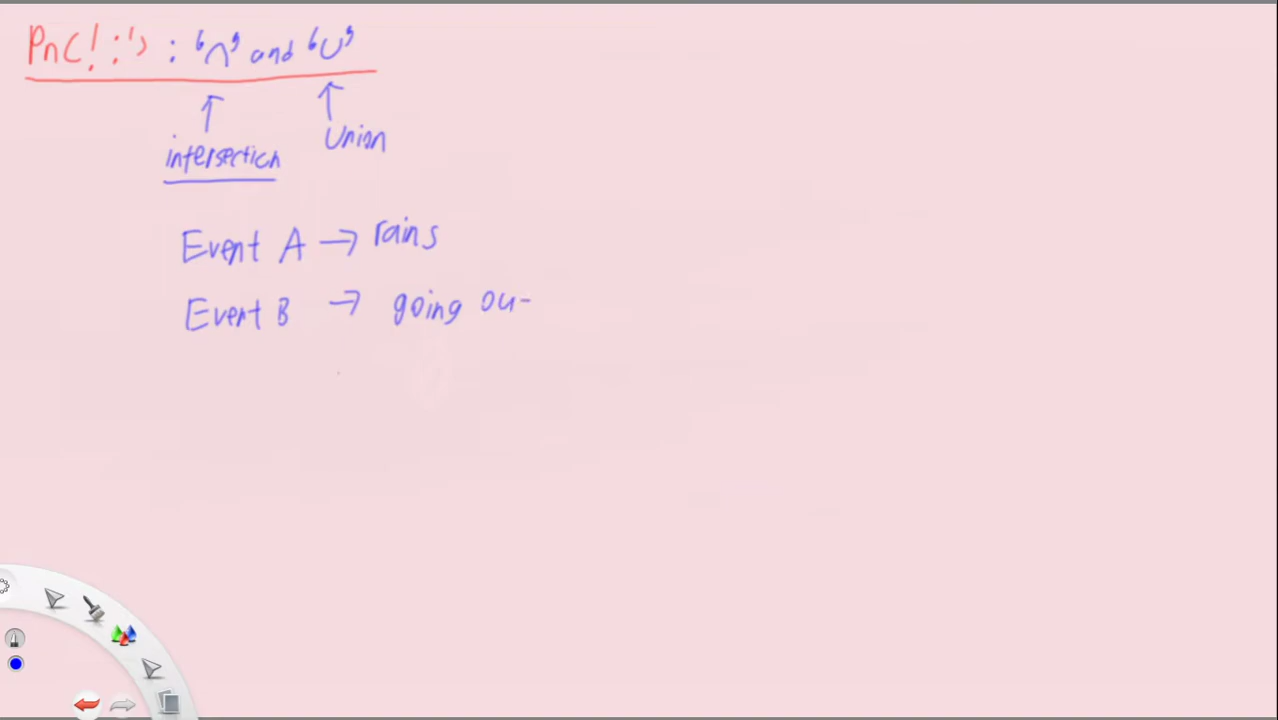 PnC(!:') : '∩' and '∪'
intersection
Union
Event A → rains
Event B → going ou-